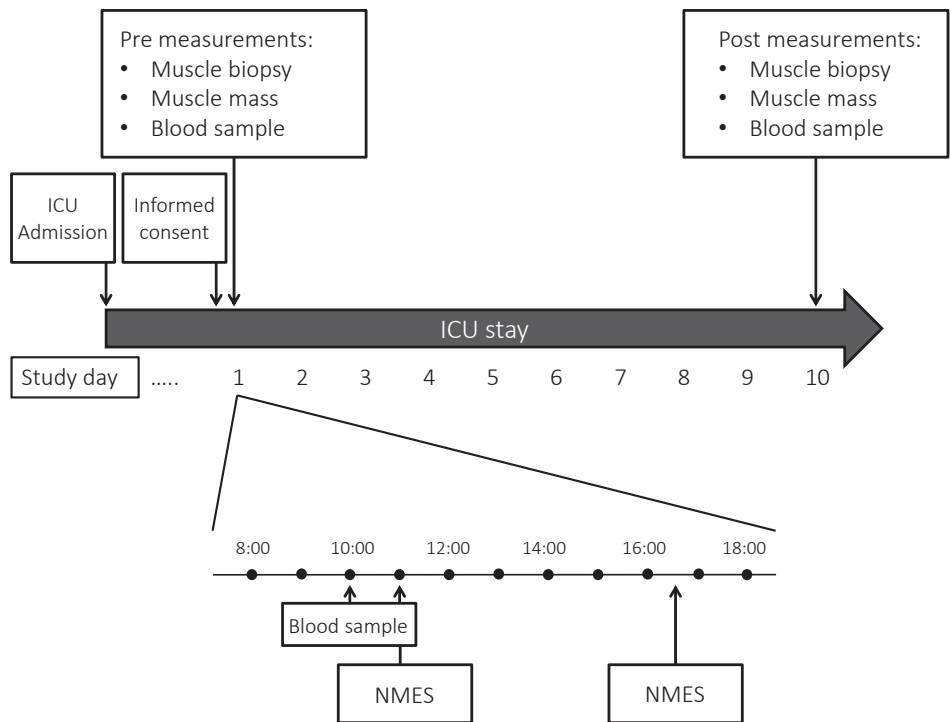 Pre measurements:
• Muscle biopsy
• Muscle mass
• Blood sample
Post measurements:
• Muscle biopsy
• Muscle mass
• Blood sample
ICU
Admission
Informed
consent
ICU stay
Study day ..... 1 2 3 4 5 6 7 8 9 10
8:00 10:00 12:00 14:00 16:00 18:00
Blood sample
NMES NMES